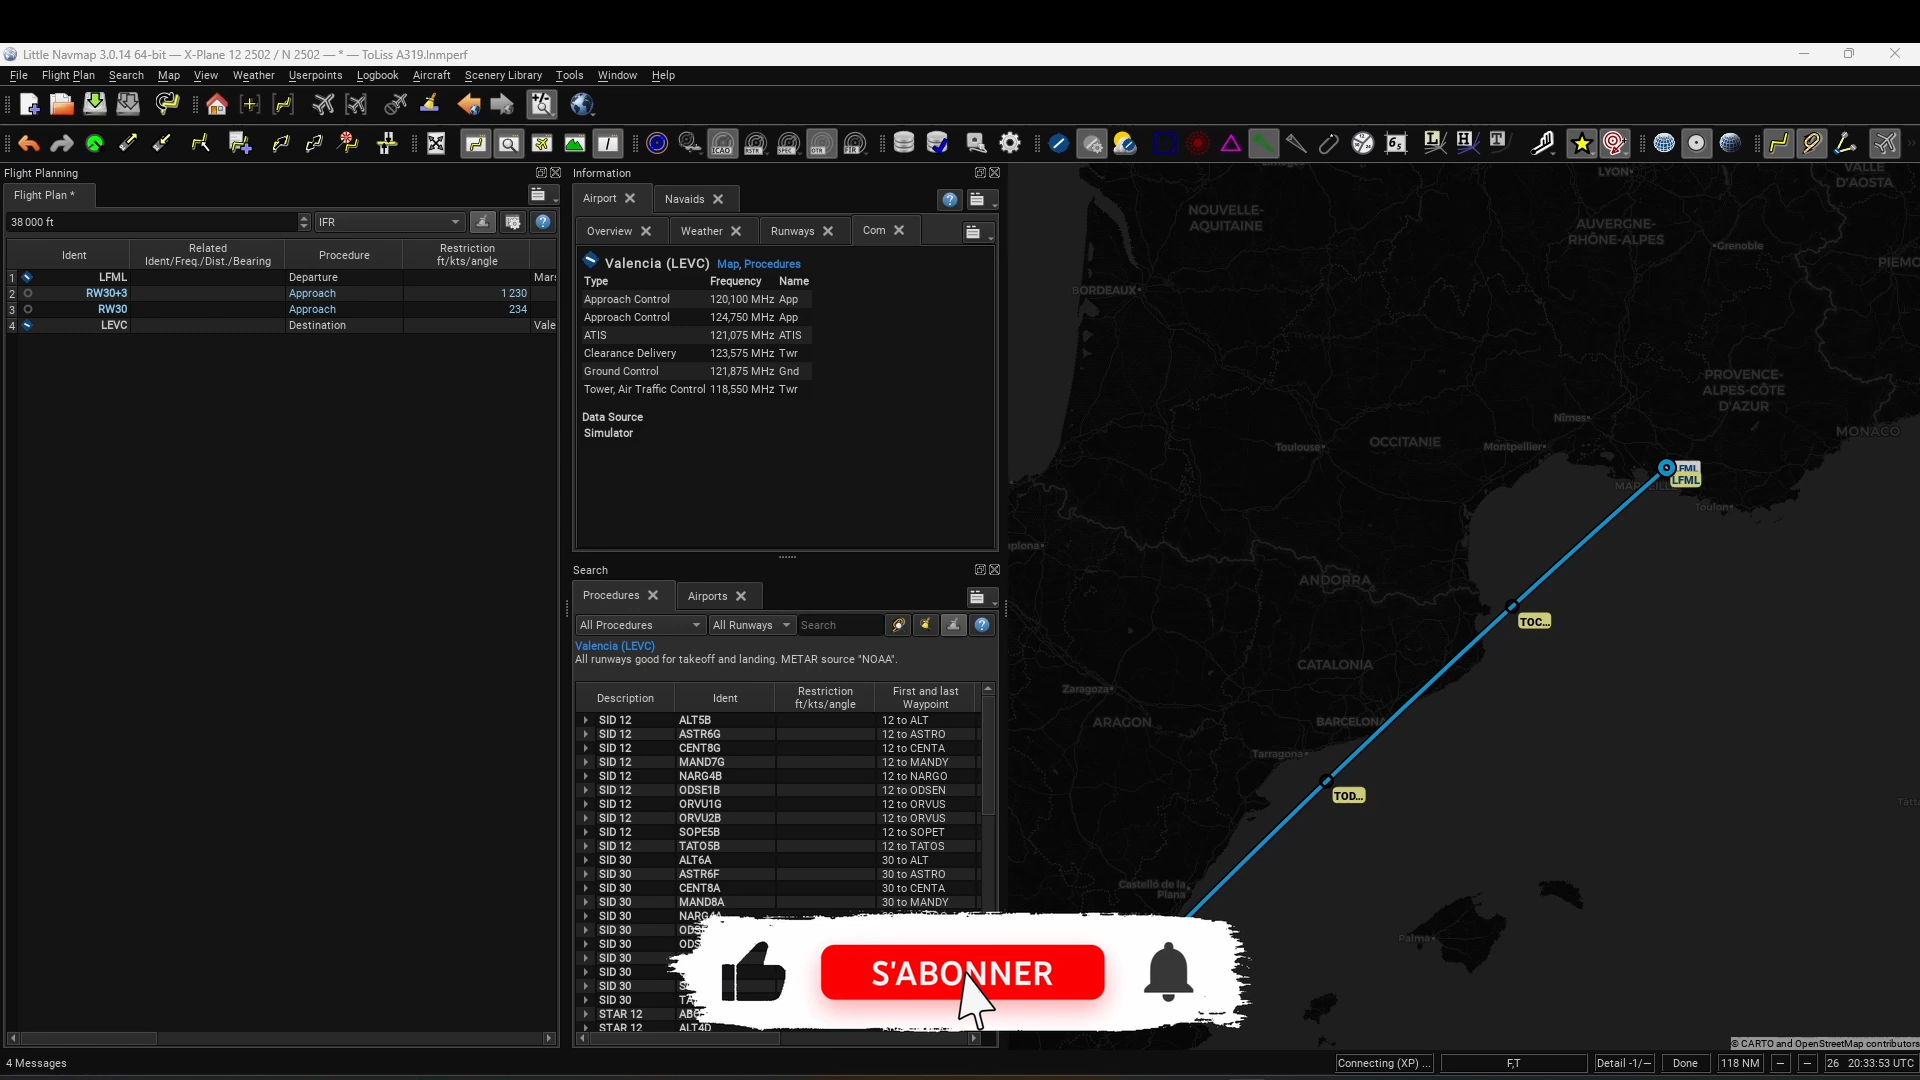 Little Navmap 3.0.14 64-bit — X-Plane 12 2502 / N 2502 — * — ToLiss A319.lnmperf
File Flight Plan Search Map View Weather Userpoints Logbook Aircraft Scenery Library Tools Window Help
ICAO RSTR SPEC OTR FIR
Flight Planning
Flight Plan *
38 000 ft IFR
Ident Related Ident/Freq./Dist./Bearing Procedure Restriction ft/kts/angle
1 LFML Departure Mars
2 RW30+3 Approach 1 230
3 RW30 Approach 234
4 LEVC Destination Vale
Information
Airport Navaids
Overview Weather Runways Com
Valencia (LEVC) Map, Procedures
Type Frequency Name
Approach Control 120,100 MHz App
Approach Control 124,750 MHz App
ATIS 121,075 MHz ATIS
Clearance Delivery 123,575 MHz Twr
Ground Control 121,875 MHz Gnd
Tower, Air Traffic Control 118,550 MHz Twr
Data Source
Simulator
Search
Procedures Airports
All Procedures All Runways Search
Valencia (LEVC)
All runways good for takeoff and landing. METAR source "NOAA".
Description Ident Restriction ft/kts/angle First and last Waypoint
SID 12 ALT5B 12 to ALT
SID 12 ASTR6G 12 to ASTRO
SID 12 CENT8G 12 to CENTA
SID 12 MAND7G 12 to MANDY
SID 12 NARG4B 12 to NARGO
SID 12 ODSE1B 12 to ODSEN
SID 12 ORVU1G 12 to ORVUS
SID 12 ORVU2B 12 to ORVUS
SID 12 SOPE5B 12 to SOPET
SID 12 TATO5B 12 to TATOS
SID 30 ALT6A 30 to ALT
SID 30 ASTR6F 30 to ASTRO
SID 30 CENT8A 30 to CENTA
SID 30 MAND8A 30 to MANDY
SID 30
SID 30
SID 30
SID 30
SID 30
SID 30
SID 30
STAR 12
STAR 12 ALT4D
S'ABONNER
LYON
VALLE D'AOSTA
NOUVELLE-AQUITAINE
AUVERGNE-RHÔNE-ALPES
Grenoble
PIEMO
BORDEAUX
PROVENCE-ALPES-CÔTE D'AZUR
Nîmes
MONACO
Toulouse
OCCITANIE
Montpellier
LFML
LFML
Toulon
ANDORRA
TOC...
CATALONIA
Zaragoza
ARAGON
BARCELONA
Tarragona
TOD...
Castelló de la Plana
Palma
© CARTO and OpenStreetMap contributors
4 Messages Connecting (XP) ... F,T Detail -1/— Done 118 NM — — 26 20:33:53 UTC